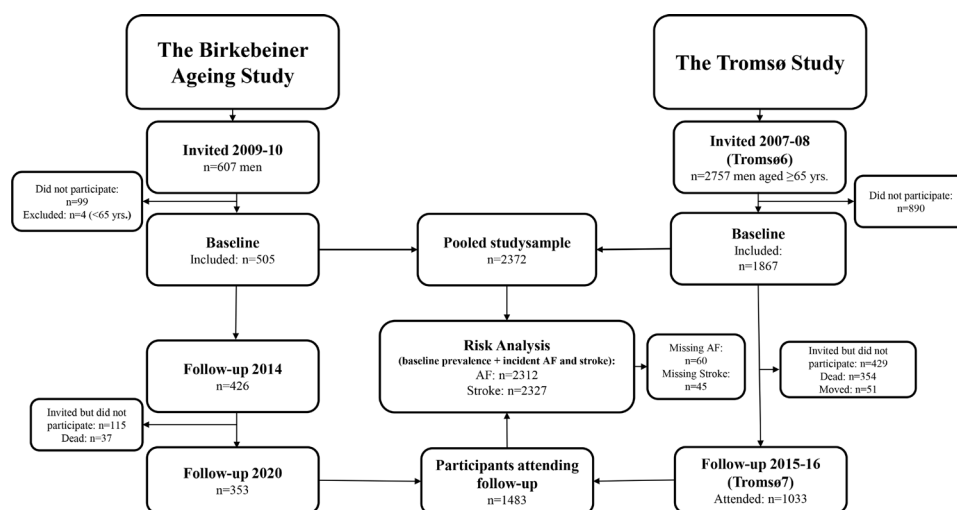 The Birkebeiner
Ageing Study
The Tromsø Study
Invited 2009-10
n=607 men
Invited 2007-08
(Tromsø6)
n=2757 men aged ≥65 yrs.
Did not participate:
n=99
Excluded: n=4 (<65 yrs.)
Did not participate:
n=890
Baseline
Included: n=505
Pooled studysample
n=2372
Baseline
Included:
n=1867
Follow-up 2014
n=426
Risk Analysis
(baseline prevalence + incident AF and stroke):
AF: n=2312
Stroke: n=2327
Missing AF:
n=60
Missing Stroke:
n=45
Invited but did not
participate: n=429
Dead: n=354
Moved: n=51
Invited but did not
participate: n=115
Dead: n=37
Follow-up 2020
n=353
Participants attending
follow-up
n=1483
Follow-up 2015-16
(Tromsø7)
Attended: n=1033